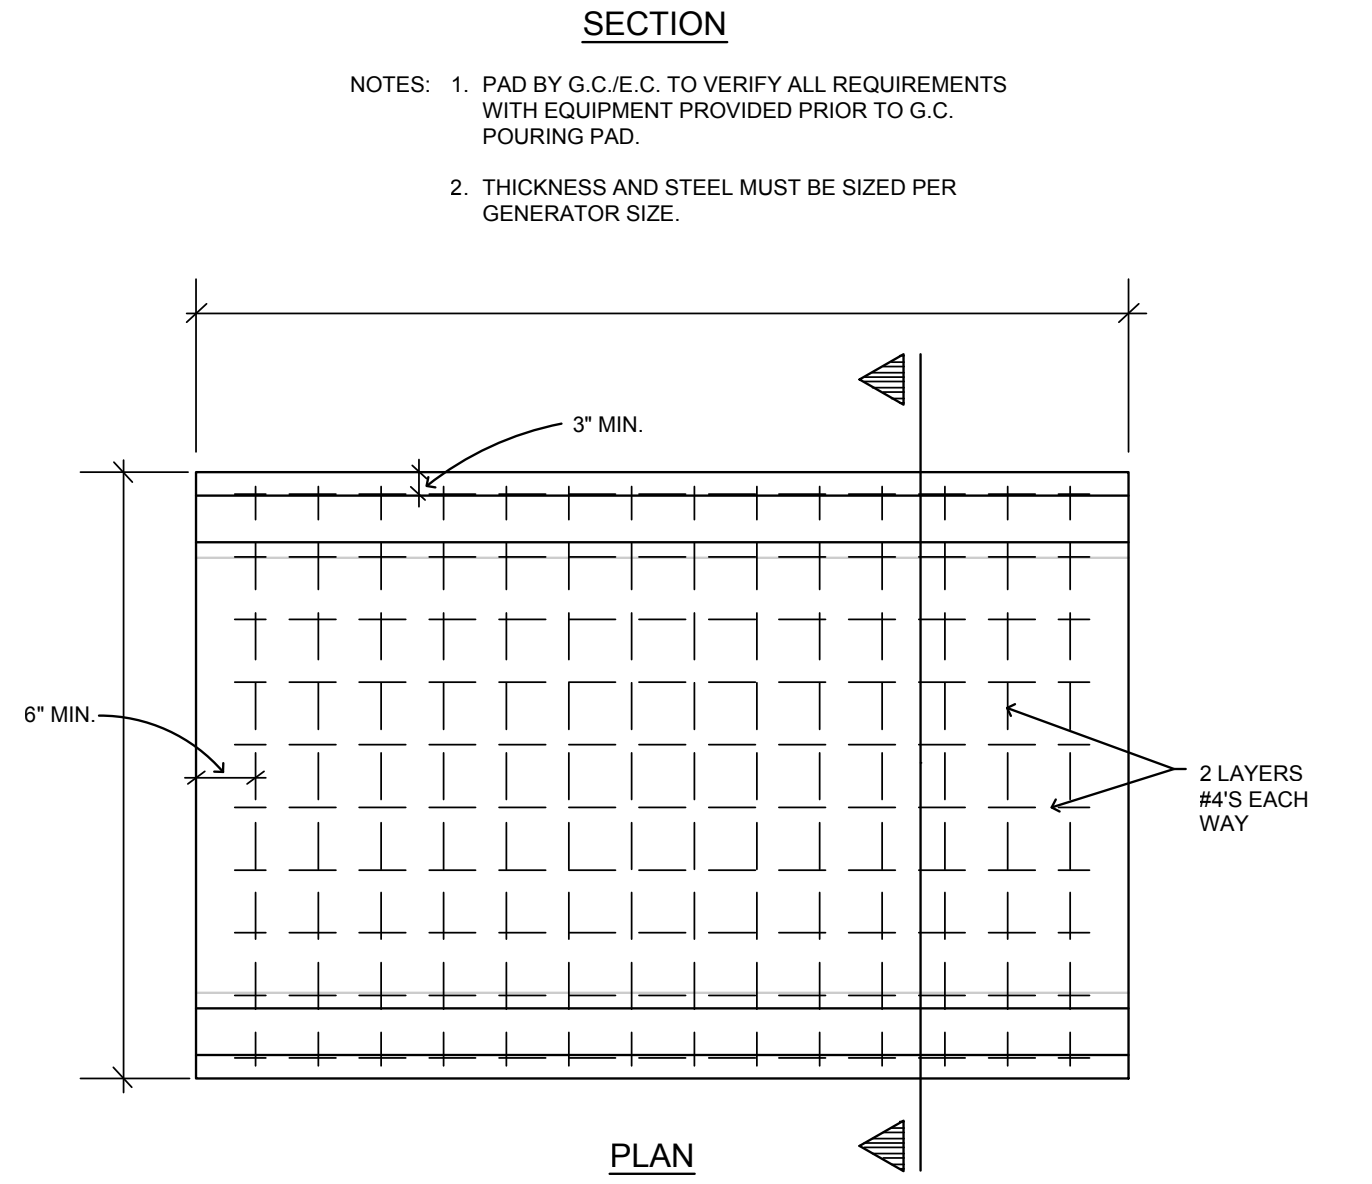 SECTION
NOTES: 1. PAD BY G.C./E.C. TO VERIFY ALL REQUIREMENTS
WITH EQUIPMENT PROVIDED PRIOR TO G.C.
POURING PAD.
2. THICKNESS AND STEEL MUST BE SIZED PER
GENERATOR SIZE.
3" MIN.
6" MIN.
2 LAYERS
#4'S EACH
WAY
PLAN